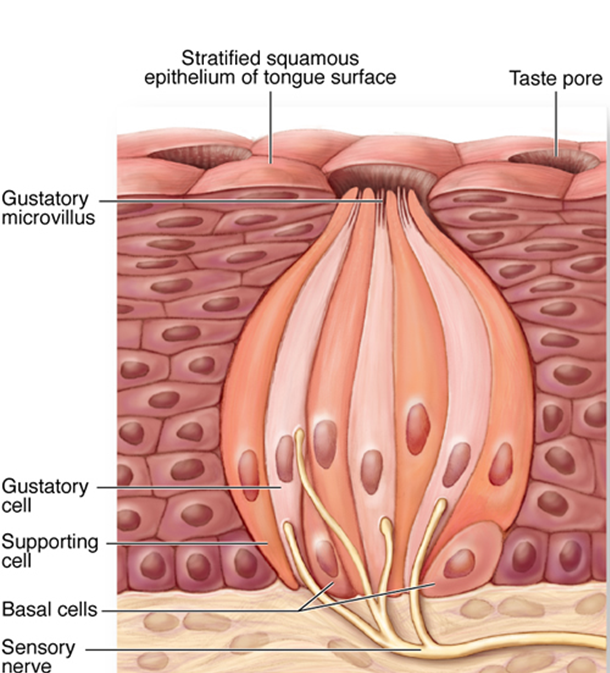 Stratified squamous
epithelium of tongue surface
Taste pore
Gustatory
microvillus
Gustatory
cell
Supporting
cell
Basal cells
Sensory
nerve